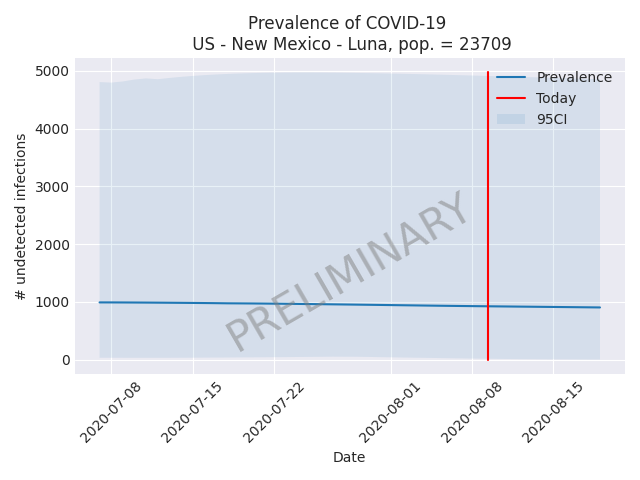 Prevalence of COVID-19
US - New Mexico - Luna, pop. = 23709
# undetected infections
5000
4000
3000
2000
1000
0
Prevalence
Today
95CI
PRELIMINARY
2020-07-08
2020-07-15
2020-07-22
2020-08-01
2020-08-08
2020-08-15
Date